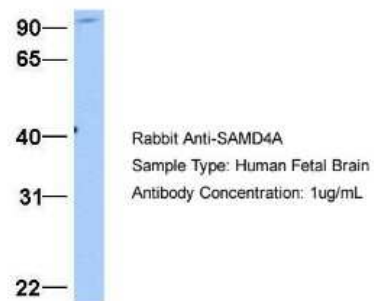 90
65
40
Rabbit Anti-SAMD4A
Sample Type: Human Fetal Brain
Antibody Concentration: 1ug/mL
31
22